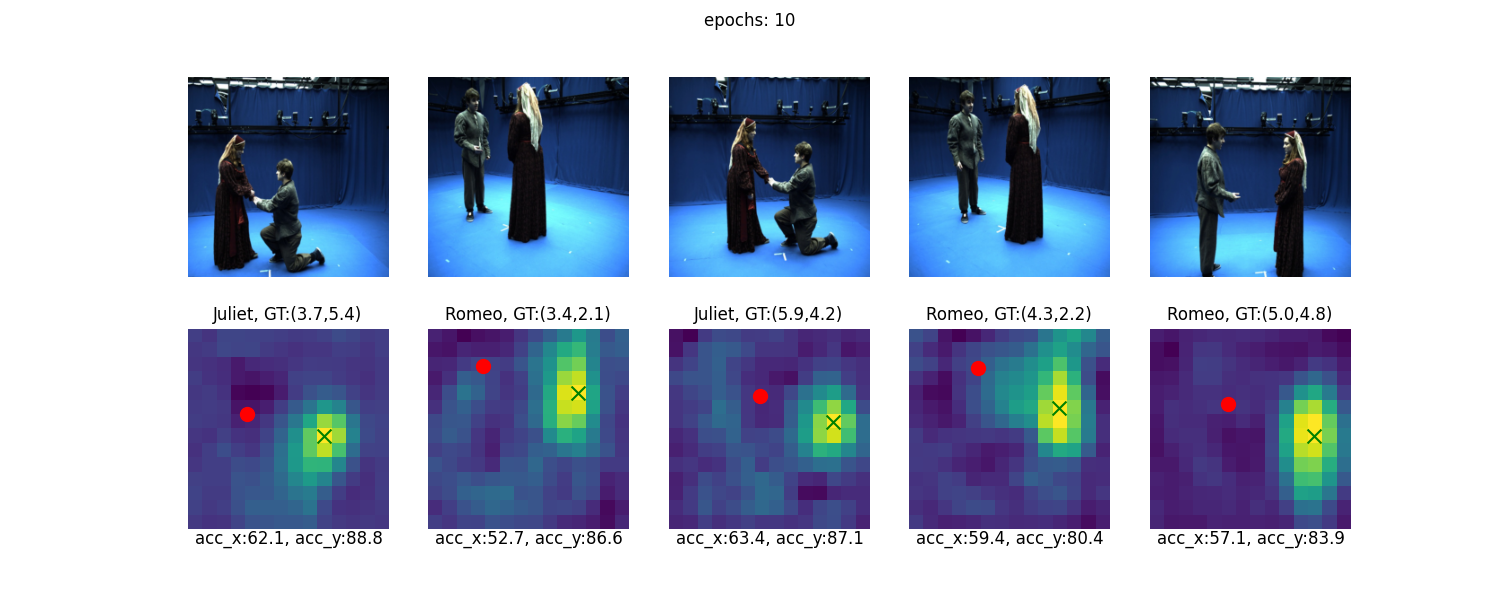 epochs: 10
Juliet, GT:(3.7,5.4)
Romeo, GT:(3.4,2.1)
Juliet, GT:(5.9,4.2)
Romeo, GT:(4.3,2.2)
Romeo, GT:(5.0,4.8)
acc_x:62.1, acc_y:88.8
acc_x:52.7, acc_y:86.6
acc_x:63.4, acc_y:87.1
acc_x:59.4, acc_y:80.4
acc_x:57.1, acc_y:83.9